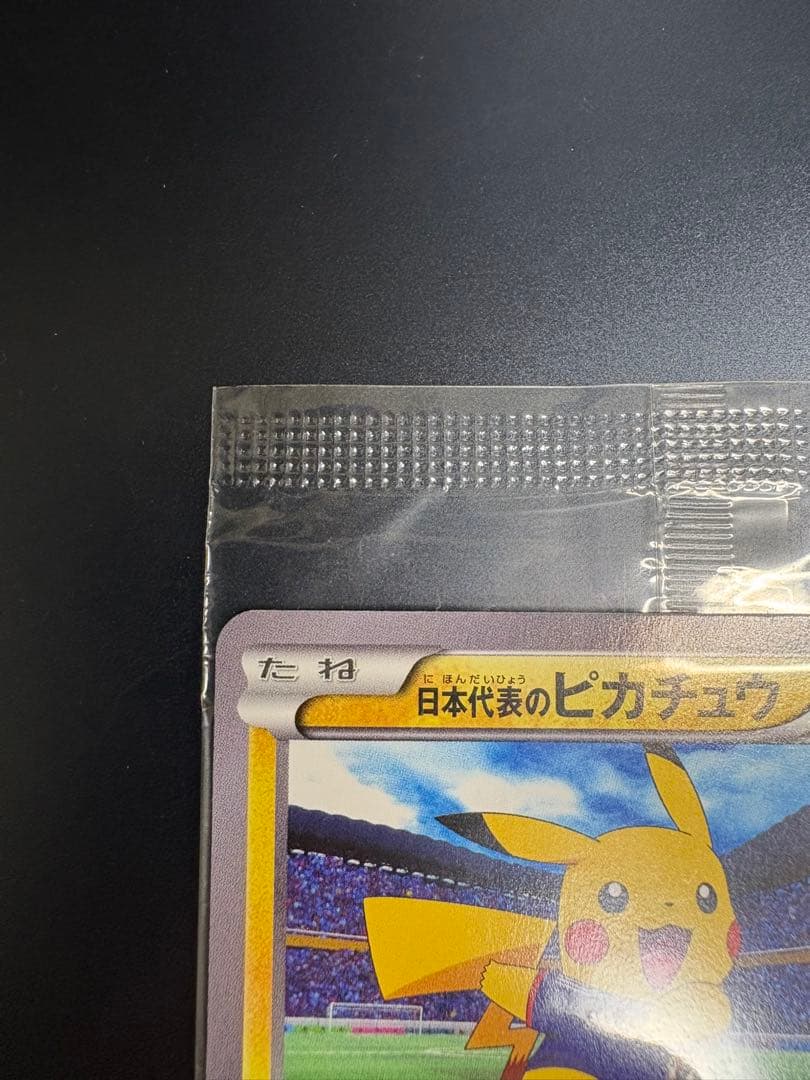 たね
にほんだいひょう
日本代表のピカチュウ